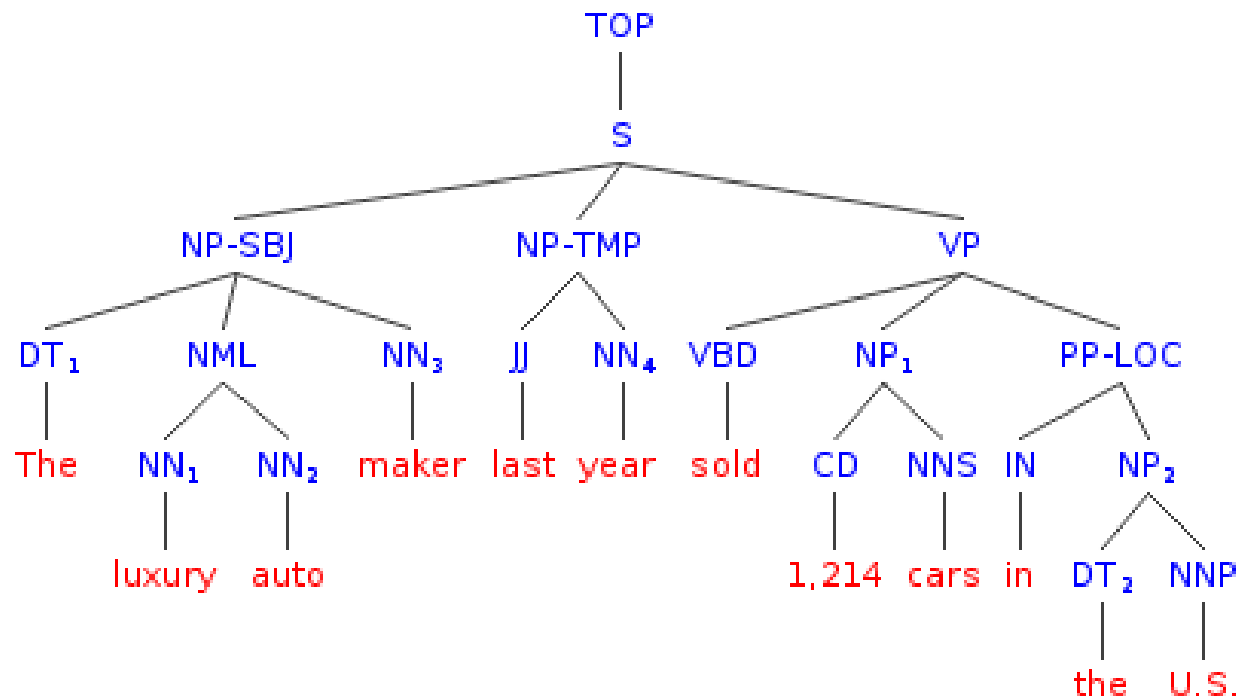 TOP
S
NP-SBJ NP-TMP VP
DT₁ NML NN₃ JJ NN₄ VBD NP₁ PP-LOC
The NN₁ NN₂ maker last year sold CD NNS IN NP₂
luxury auto 1,214 cars in DT₂ NNP
the U.S.